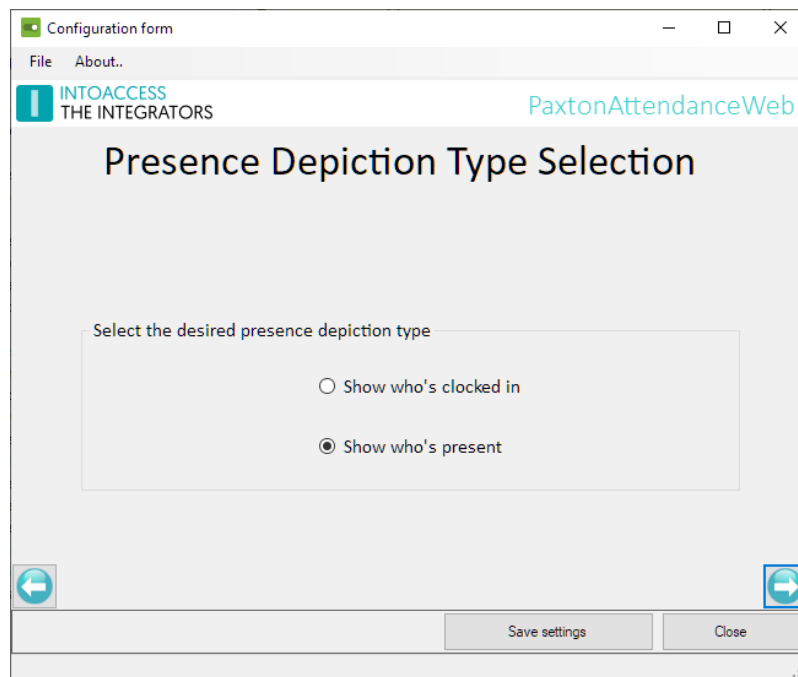 Configuration form
File About..
INTOACCESS
THE INTEGRATORS
PaxtonAttendanceWeb
Presence Depiction Type Selection
Select the desired presence depiction type
Show who's clocked in
Show who's present
Save settings Close